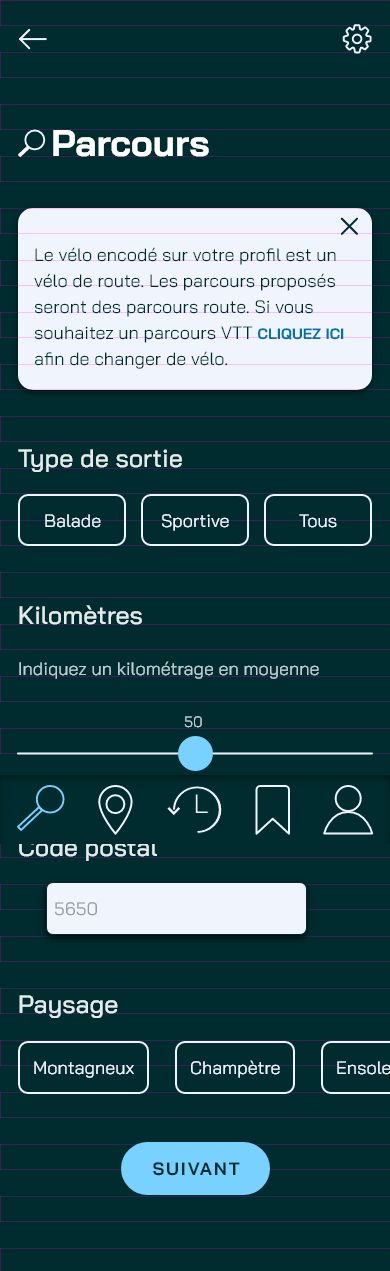 Parcours
Le vélo encodé sur votre profil est un
vélo de route. Les parcours proposés
seront des parcours route. Si vous
souhaitez un parcours VTT CLIQUEZ ICI
afin de changer de vélo.
Type de sortie
Balade Sportive Tous
Kilomètres
Indiquez un kilométrage en moyenne
50
Code postal
5650
Paysage
Montagneux Champètre Ensole
SUIVANT